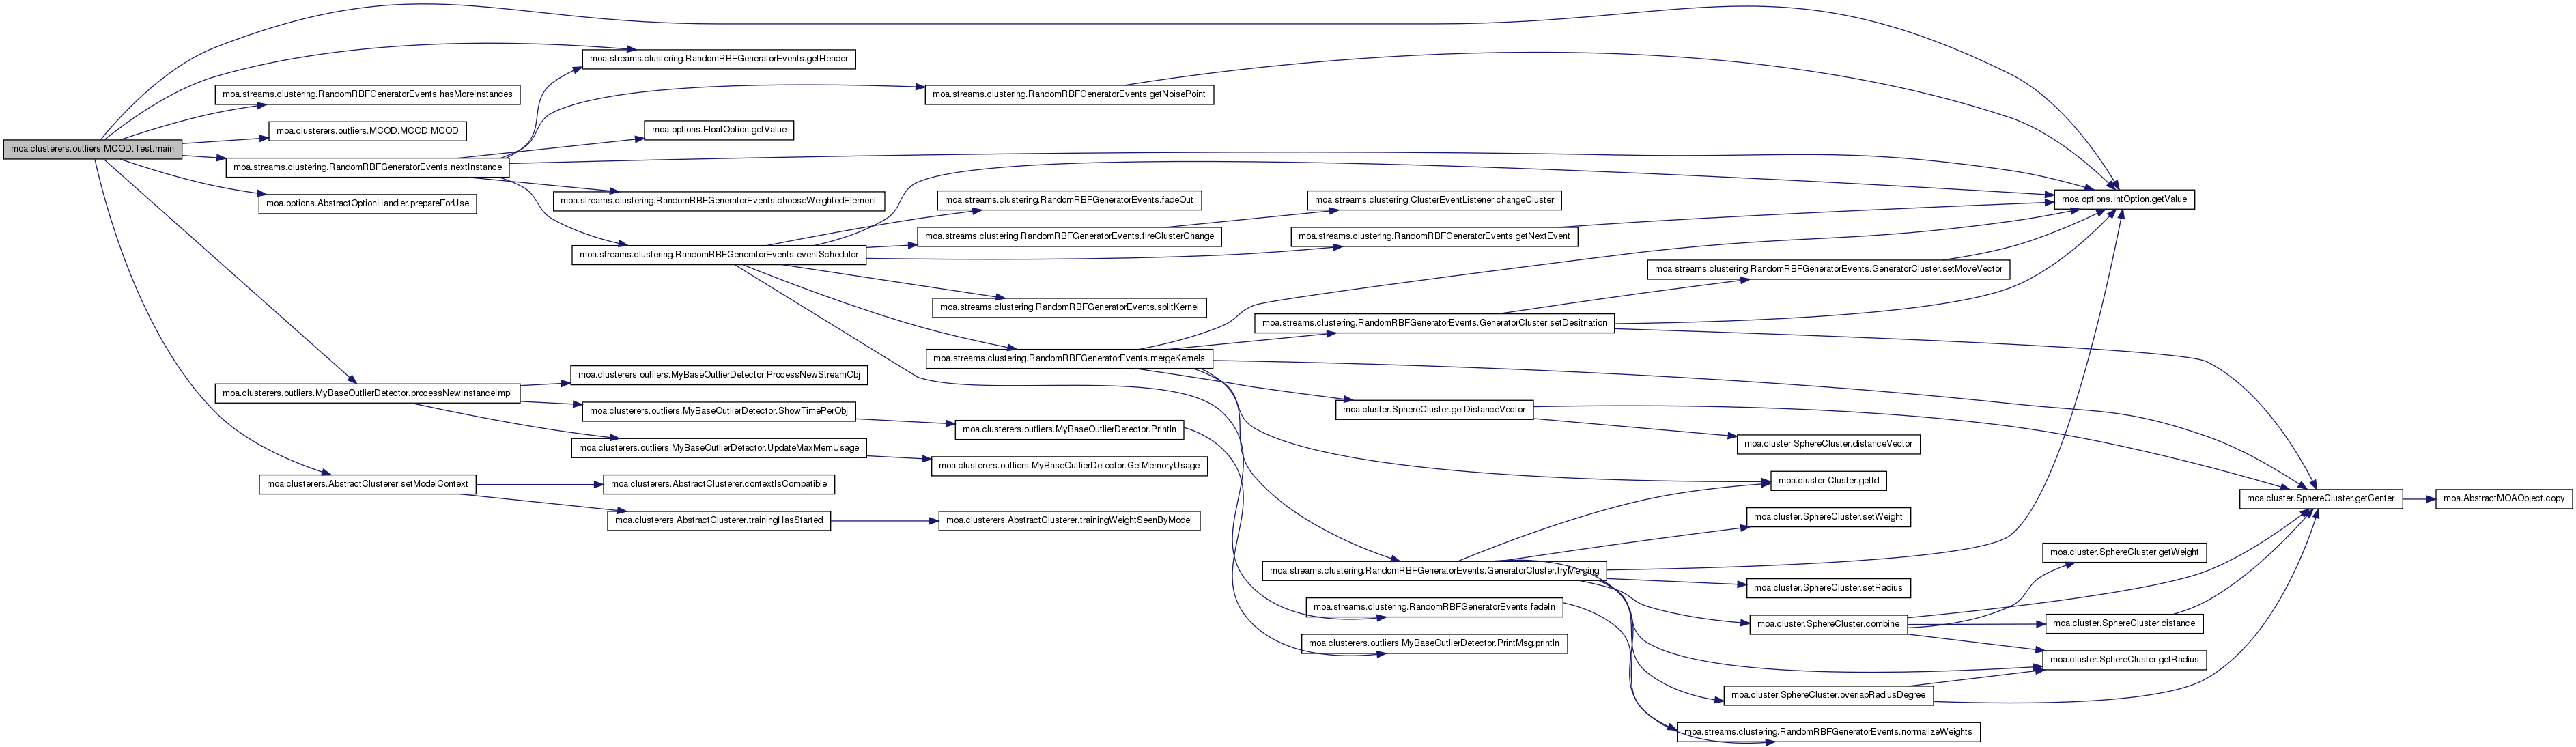 moa.clusterers.outliers.MCOD.Test.main
moa.streams.clustering.RandomRBFGeneratorEvents.getHeader
moa.streams.clustering.RandomRBFGeneratorEvents.hasMoreInstances
moa.clusterers.outliers.MCOD.MCOD.MCOD
moa.streams.clustering.RandomRBFGeneratorEvents.nextInstance
moa.options.AbstractOptionHandler.prepareForUse
moa.streams.clustering.RandomRBFGeneratorEvents.getNoisePoint
moa.options.FloatOption.getValue
moa.streams.clustering.RandomRBFGeneratorEvents.chooseWeightedElement
moa.streams.clustering.RandomRBFGeneratorEvents.eventScheduler
moa.streams.clustering.RandomRBFGeneratorEvents.fadeOut
moa.streams.clustering.RandomRBFGeneratorEvents.fireClusterChange
moa.streams.clustering.ClusterEventListener.changeCluster
moa.streams.clustering.RandomRBFGeneratorEvents.getNextEvent
moa.options.IntOption.getValue
moa.streams.clustering.RandomRBFGeneratorEvents.GeneratorCluster.setMoveVector
moa.streams.clustering.RandomRBFGeneratorEvents.splitKernel
moa.streams.clustering.RandomRBFGeneratorEvents.GeneratorCluster.setDesitnation
moa.streams.clustering.RandomRBFGeneratorEvents.mergeKernels
moa.clusterers.outliers.MyBaseOutlierDetector.processNewInstanceImpl
moa.clusterers.outliers.MyBaseOutlierDetector.ProcessNewStreamObj
moa.clusterers.outliers.MyBaseOutlierDetector.ShowTimePerObj
moa.clusterers.outliers.MyBaseOutlierDetector.Println
moa.clusterers.outliers.MyBaseOutlierDetector.UpdateMaxMemUsage
moa.clusterers.outliers.MyBaseOutlierDetector.GetMemoryUsage
moa.cluster.SphereCluster.getDistanceVector
moa.cluster.SphereCluster.distanceVector
moa.cluster.Cluster.getId
moa.clusterers.AbstractClusterer.setModelContext
moa.clusterers.AbstractClusterer.contextIsCompatible
moa.clusterers.AbstractClusterer.trainingHasStarted
moa.clusterers.AbstractClusterer.trainingWeightSeenByModel
moa.cluster.SphereCluster.getCenter
moa.AbstractMOAObject.copy
moa.cluster.SphereCluster.setWeight
moa.cluster.SphereCluster.getWeight
moa.streams.clustering.RandomRBFGeneratorEvents.GeneratorCluster.tryMerging
moa.cluster.SphereCluster.setRadius
moa.streams.clustering.RandomRBFGeneratorEvents.fadeIn
moa.cluster.SphereCluster.combine
moa.cluster.SphereCluster.distance
moa.clusterers.outliers.MyBaseOutlierDetector.PrintMsg.println
moa.cluster.SphereCluster.getRadius
moa.cluster.SphereCluster.overlapRadiusDegree
moa.streams.clustering.RandomRBFGeneratorEvents.normalizeWeights